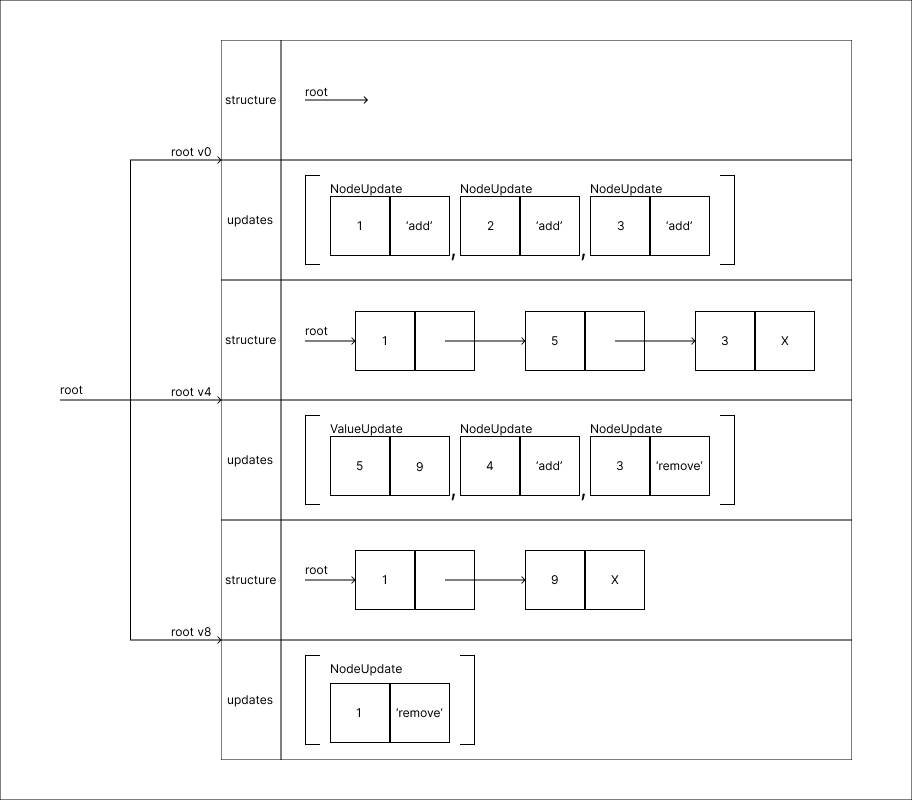 root
root v0
structure
root
updates
NodeUpdate NodeUpdate NodeUpdate
1 ‘add’ , 2 ‘add’ , 3 ‘add’
root v4
structure
root
1 5 3 X
updates
ValueUpdate NodeUpdate NodeUpdate
5 9 , 4 ‘add’ , 3 ‘remove’
root v8
structure
root
1 9 X
updates
NodeUpdate
1 ‘remove’